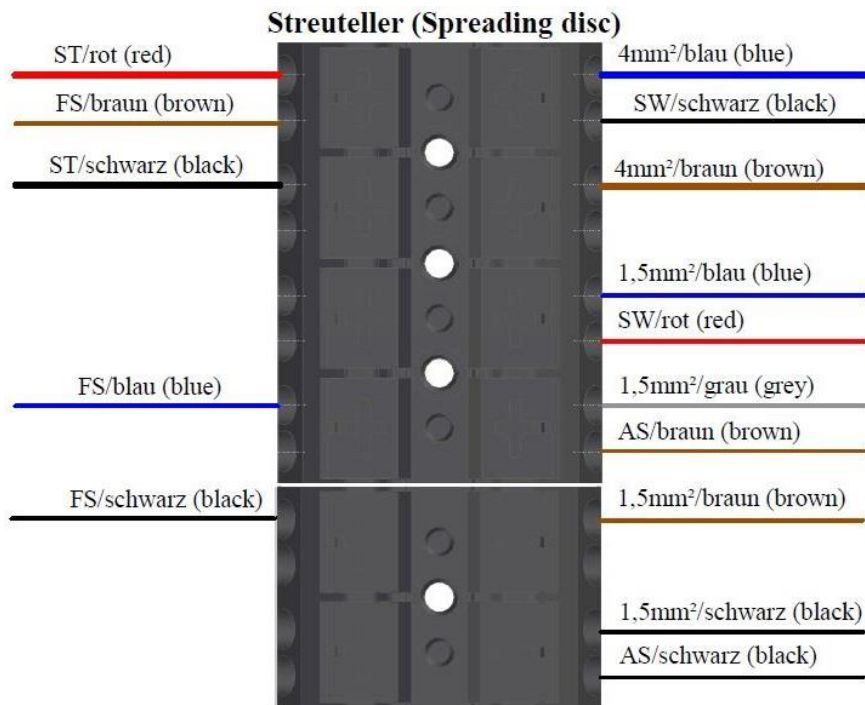 Streuteller (Spreading disc)
ST/rot (red)
FS/braun (brown)
ST/schwarz (black)
FS/blau (blue)
FS/schwarz (black)
4mm²/blau (blue)
SW/schwarz (black)
4mm²/braun (brown)
1,5mm²/blau (blue)
SW/rot (red)
1,5mm²/grau (grey)
AS/braun (brown)
1,5mm²/braun (brown)
1,5mm²/schwarz (black)
AS/schwarz (black)